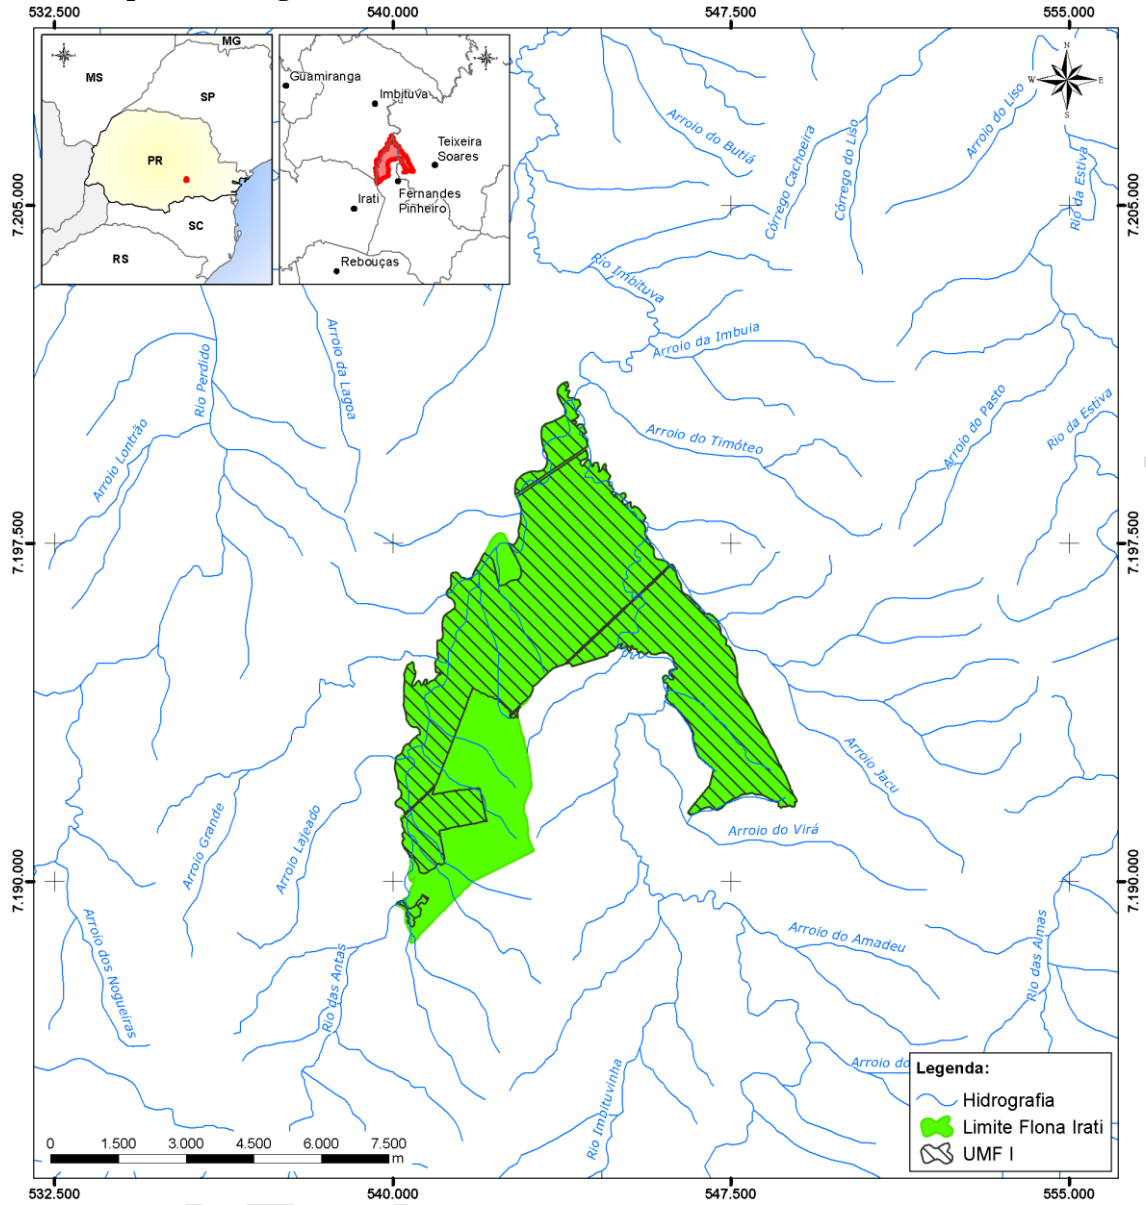 532.500
540.000
547.500
555.000
MG
MS
SP
PR
SC
RS
Guamiranga
Imbituva
Teixeira
Soares
Fernandes
Pinheiro
Irati
Rebouças
N
W
E
S
Arroio do Butiá
Córrego Cachoeira
Córrego do Liso
Arroio do Liso
Rio da Estiva
7.205.000
7.205.000
Rio Imbituva
Arroio da Imbuia
Arroio da Lagoa
Rio Perdido
Arroio Lontrão
Arroio do Timóteo
Arroio do Pasto
Rio da Estiva
7.197.500
7.197.500
Arroio Jacu
Arroio do Virá
Arroio Grande
Arroio Lajeado
7.190.000
7.190.000
Arroio dos Nogueiras
Rio das Antas
Arroio do Amadeu
Rio das Almas
Rio Imbituvinha
Arroio do
Legenda:
Hidrografia
Limite Flona Irati
UMF I
0
1.500
3.000
4.500
6.000
7.500
m
532.500
540.000
547.500
555.000